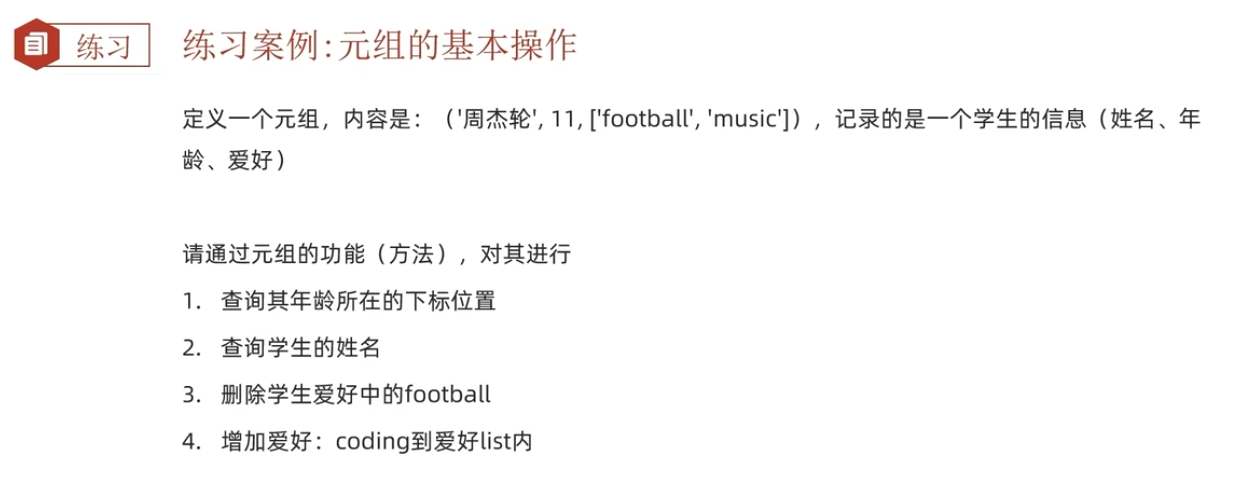 练习
练习案例:元组的基本操作
定义一个元组，内容是：（'周杰轮', 11, ['football', 'music']），记录的是一个学生的信息（姓名、年
龄、爱好）
请通过元组的功能（方法），对其进行
1. 查询其年龄所在的下标位置
2. 查询学生的姓名
3. 删除学生爱好中的football
4. 增加爱好：coding到爱好list内